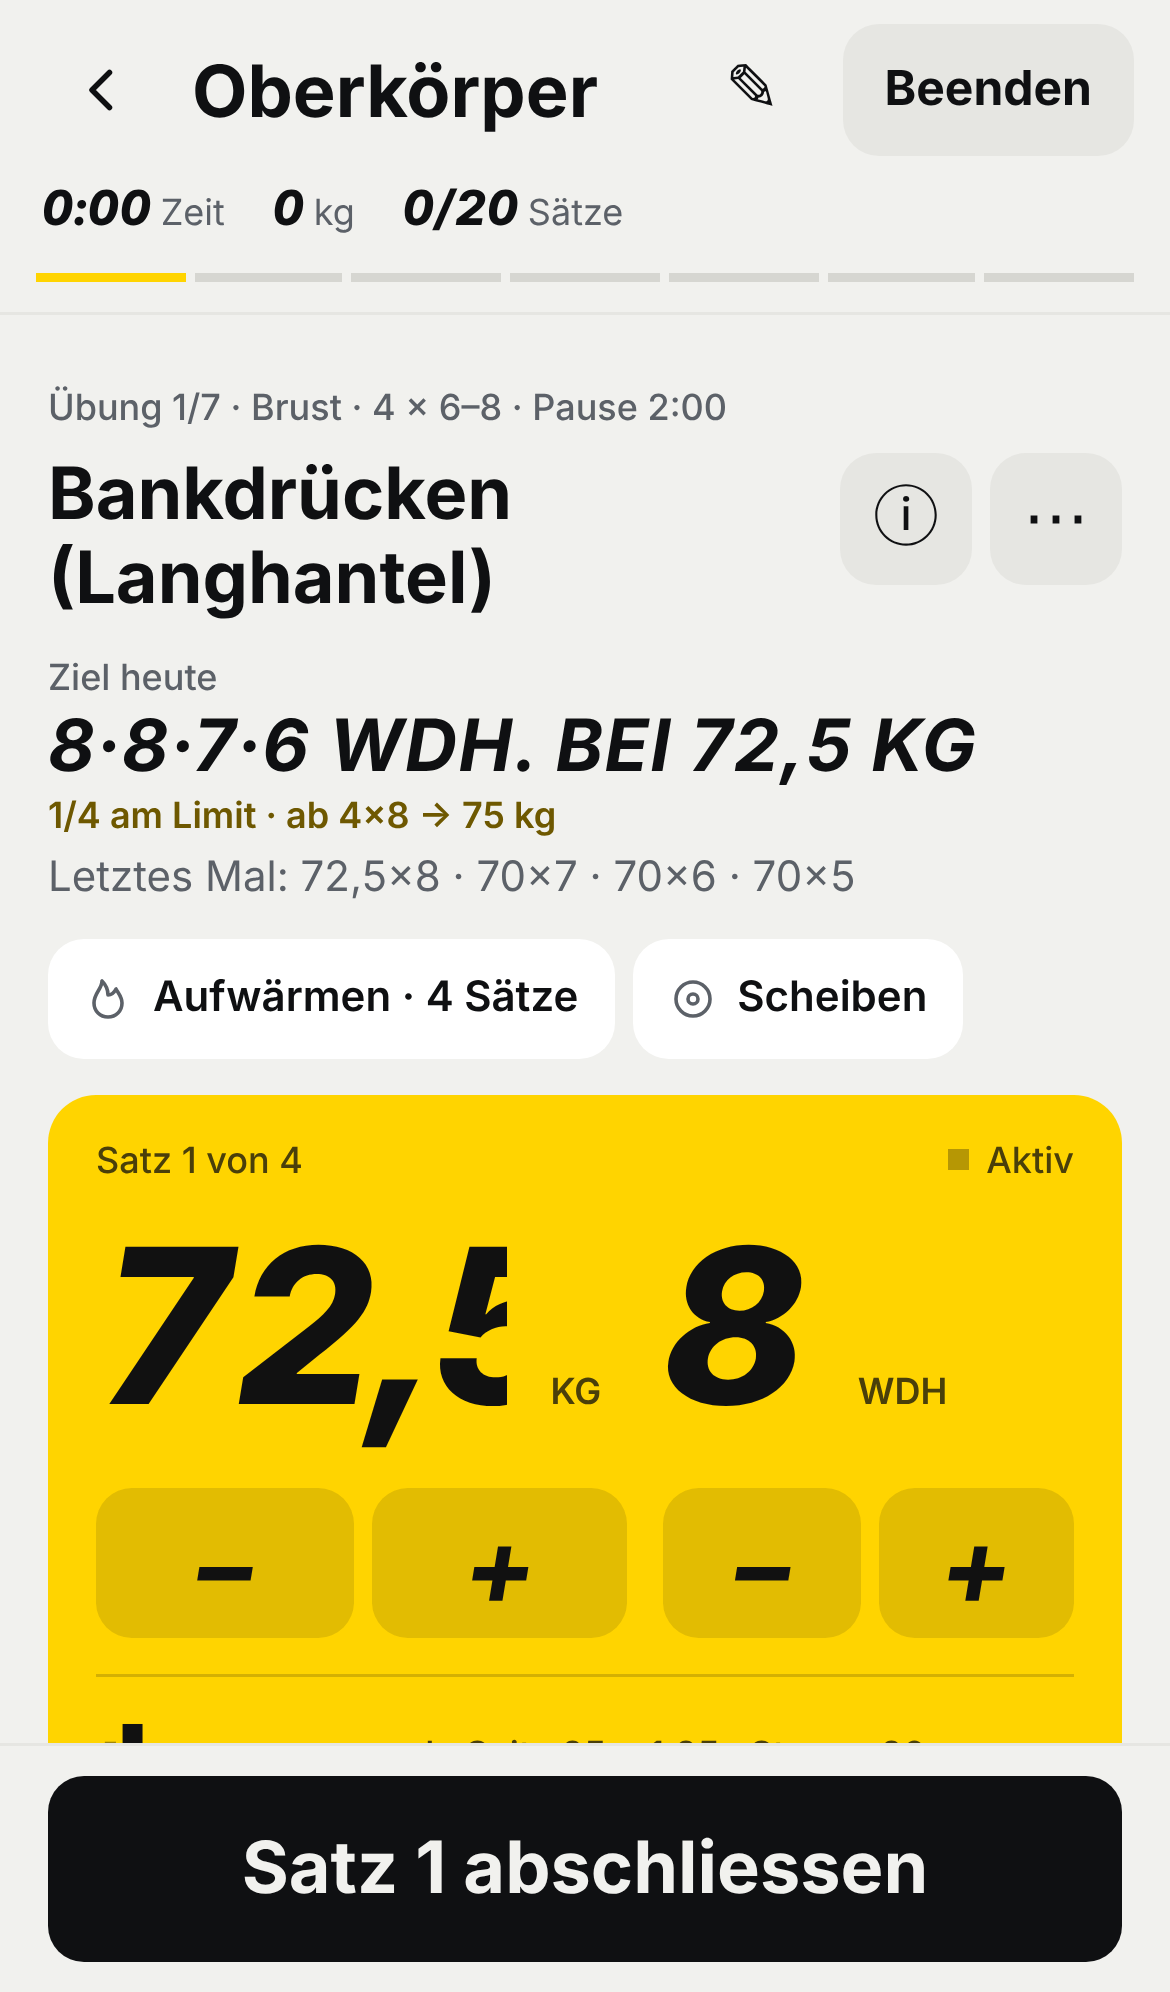 Oberkörper
Beenden
0:00 Zeit 0 kg 0/20 Sätze
Übung 1/7 · Brust · 4 × 6–8 · Pause 2:00
Bankdrücken
(Langhantel)
Ziel heute
8·8·7·6 WDH. BEI 72,5 KG
1/4 am Limit · ab 4×8 → 75 kg
Letztes Mal: 72,5×8 · 70×7 · 70×6 · 70×5
Aufwärmen · 4 Sätze
Scheiben
Satz 1 von 4
Aktiv
72,5 KG 8 WDH
− + − +
Satz 1 abschliessen